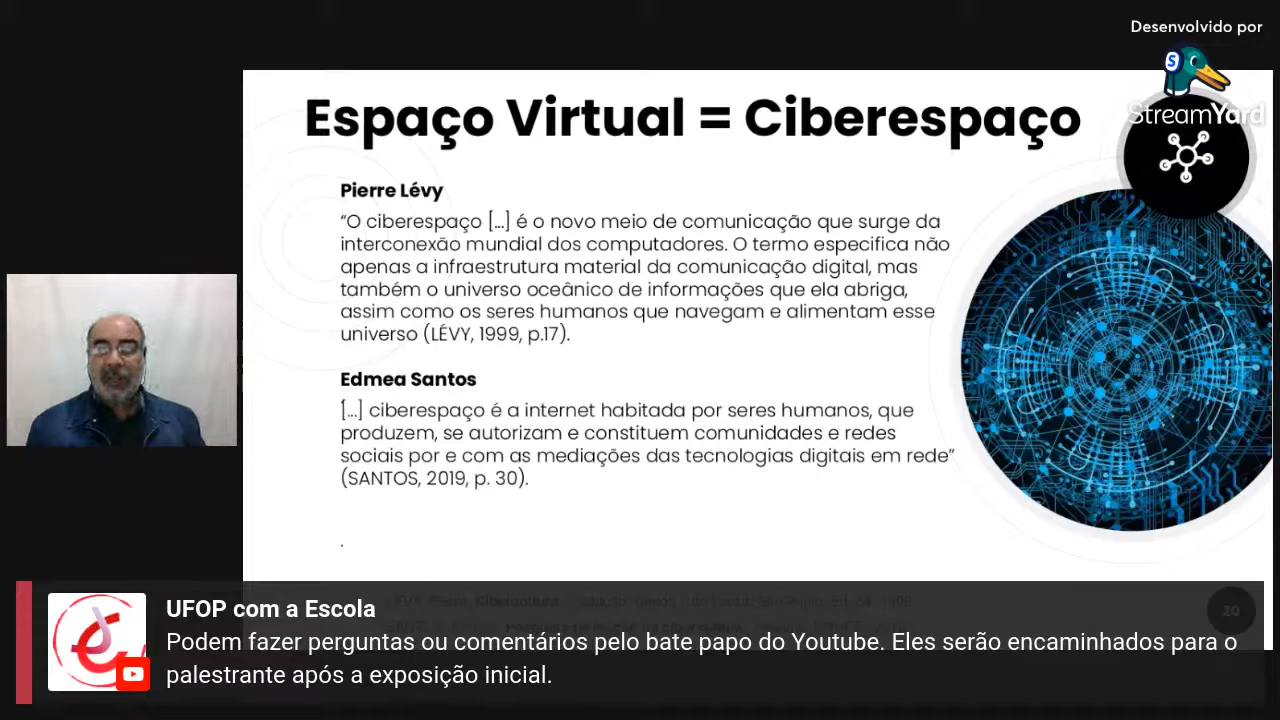 Desenvolvido por
StreamYard
Espaço Virtual = Ciberespaço
Pierre Lévy
“O ciberespaço [...] é o novo meio de comunicação que surge da
interconexão mundial dos computadores. O termo especifica não
apenas a infraestrutura material da comunicação digital, mas
também o universo oceânico de informações que ela abriga,
assim como os seres humanos que navegam e alimentam esse
universo (LÉVY, 1999, p.17).
Edmea Santos
[...] ciberespaço é a internet habitada por seres humanos, que
produzem, se autorizam e constituem comunidades e redes
sociais por e com as mediações das tecnologias digitais em rede”
(SANTOS, 2019, p. 30).
.
20
UFOP com a Escola
Podem fazer perguntas ou comentários pelo bate papo do Youtube. Eles serão encaminhados para o
palestrante após a exposição inicial.